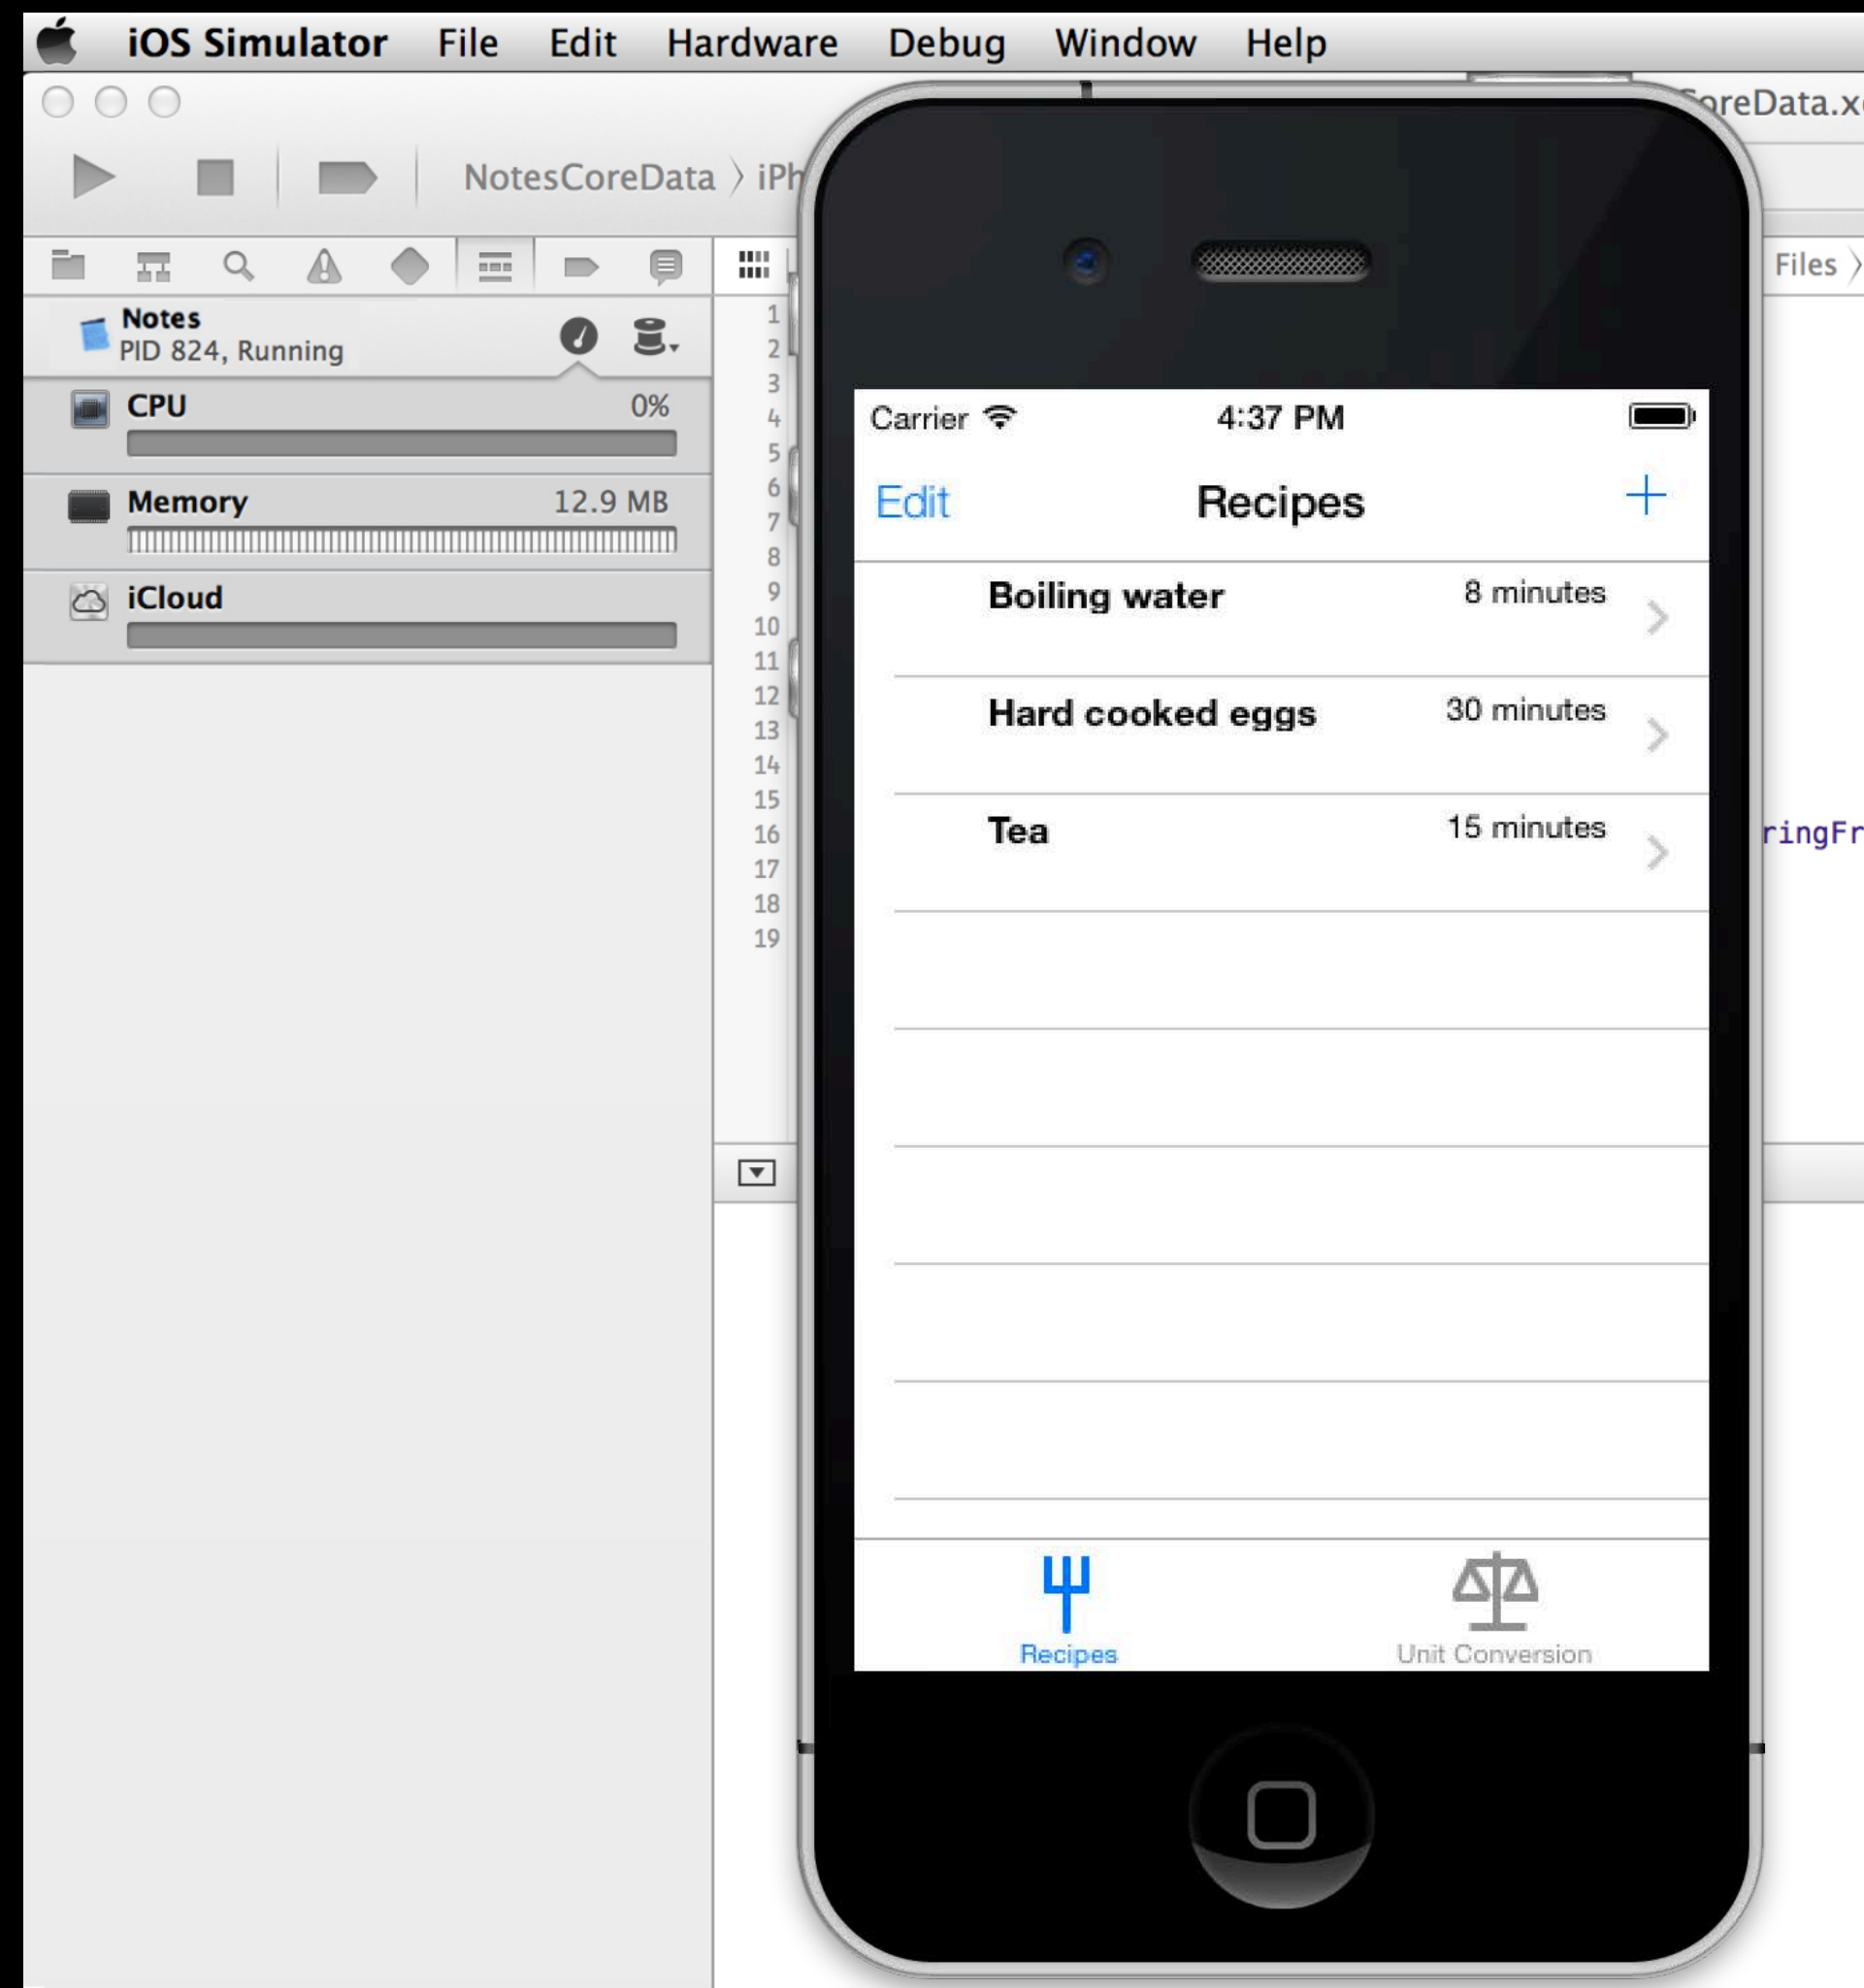 iOS Simulator File Edit Hardware Debug Window Help
CoreData.x
NotesCoreData 〉 iPh
Files 〉
Notes
PID 824, Running
CPU 0%
Memory 12.9 MB
iCloud
1
2
3
4
5
6
7
8
9
10
11
12
13
14
15
16
17
18
19
ringFr
Carrier 4:37 PM
Edit Recipes +
Boiling water 8 minutes
Hard cooked eggs 30 minutes
Tea 15 minutes
Recipes Unit Conversion